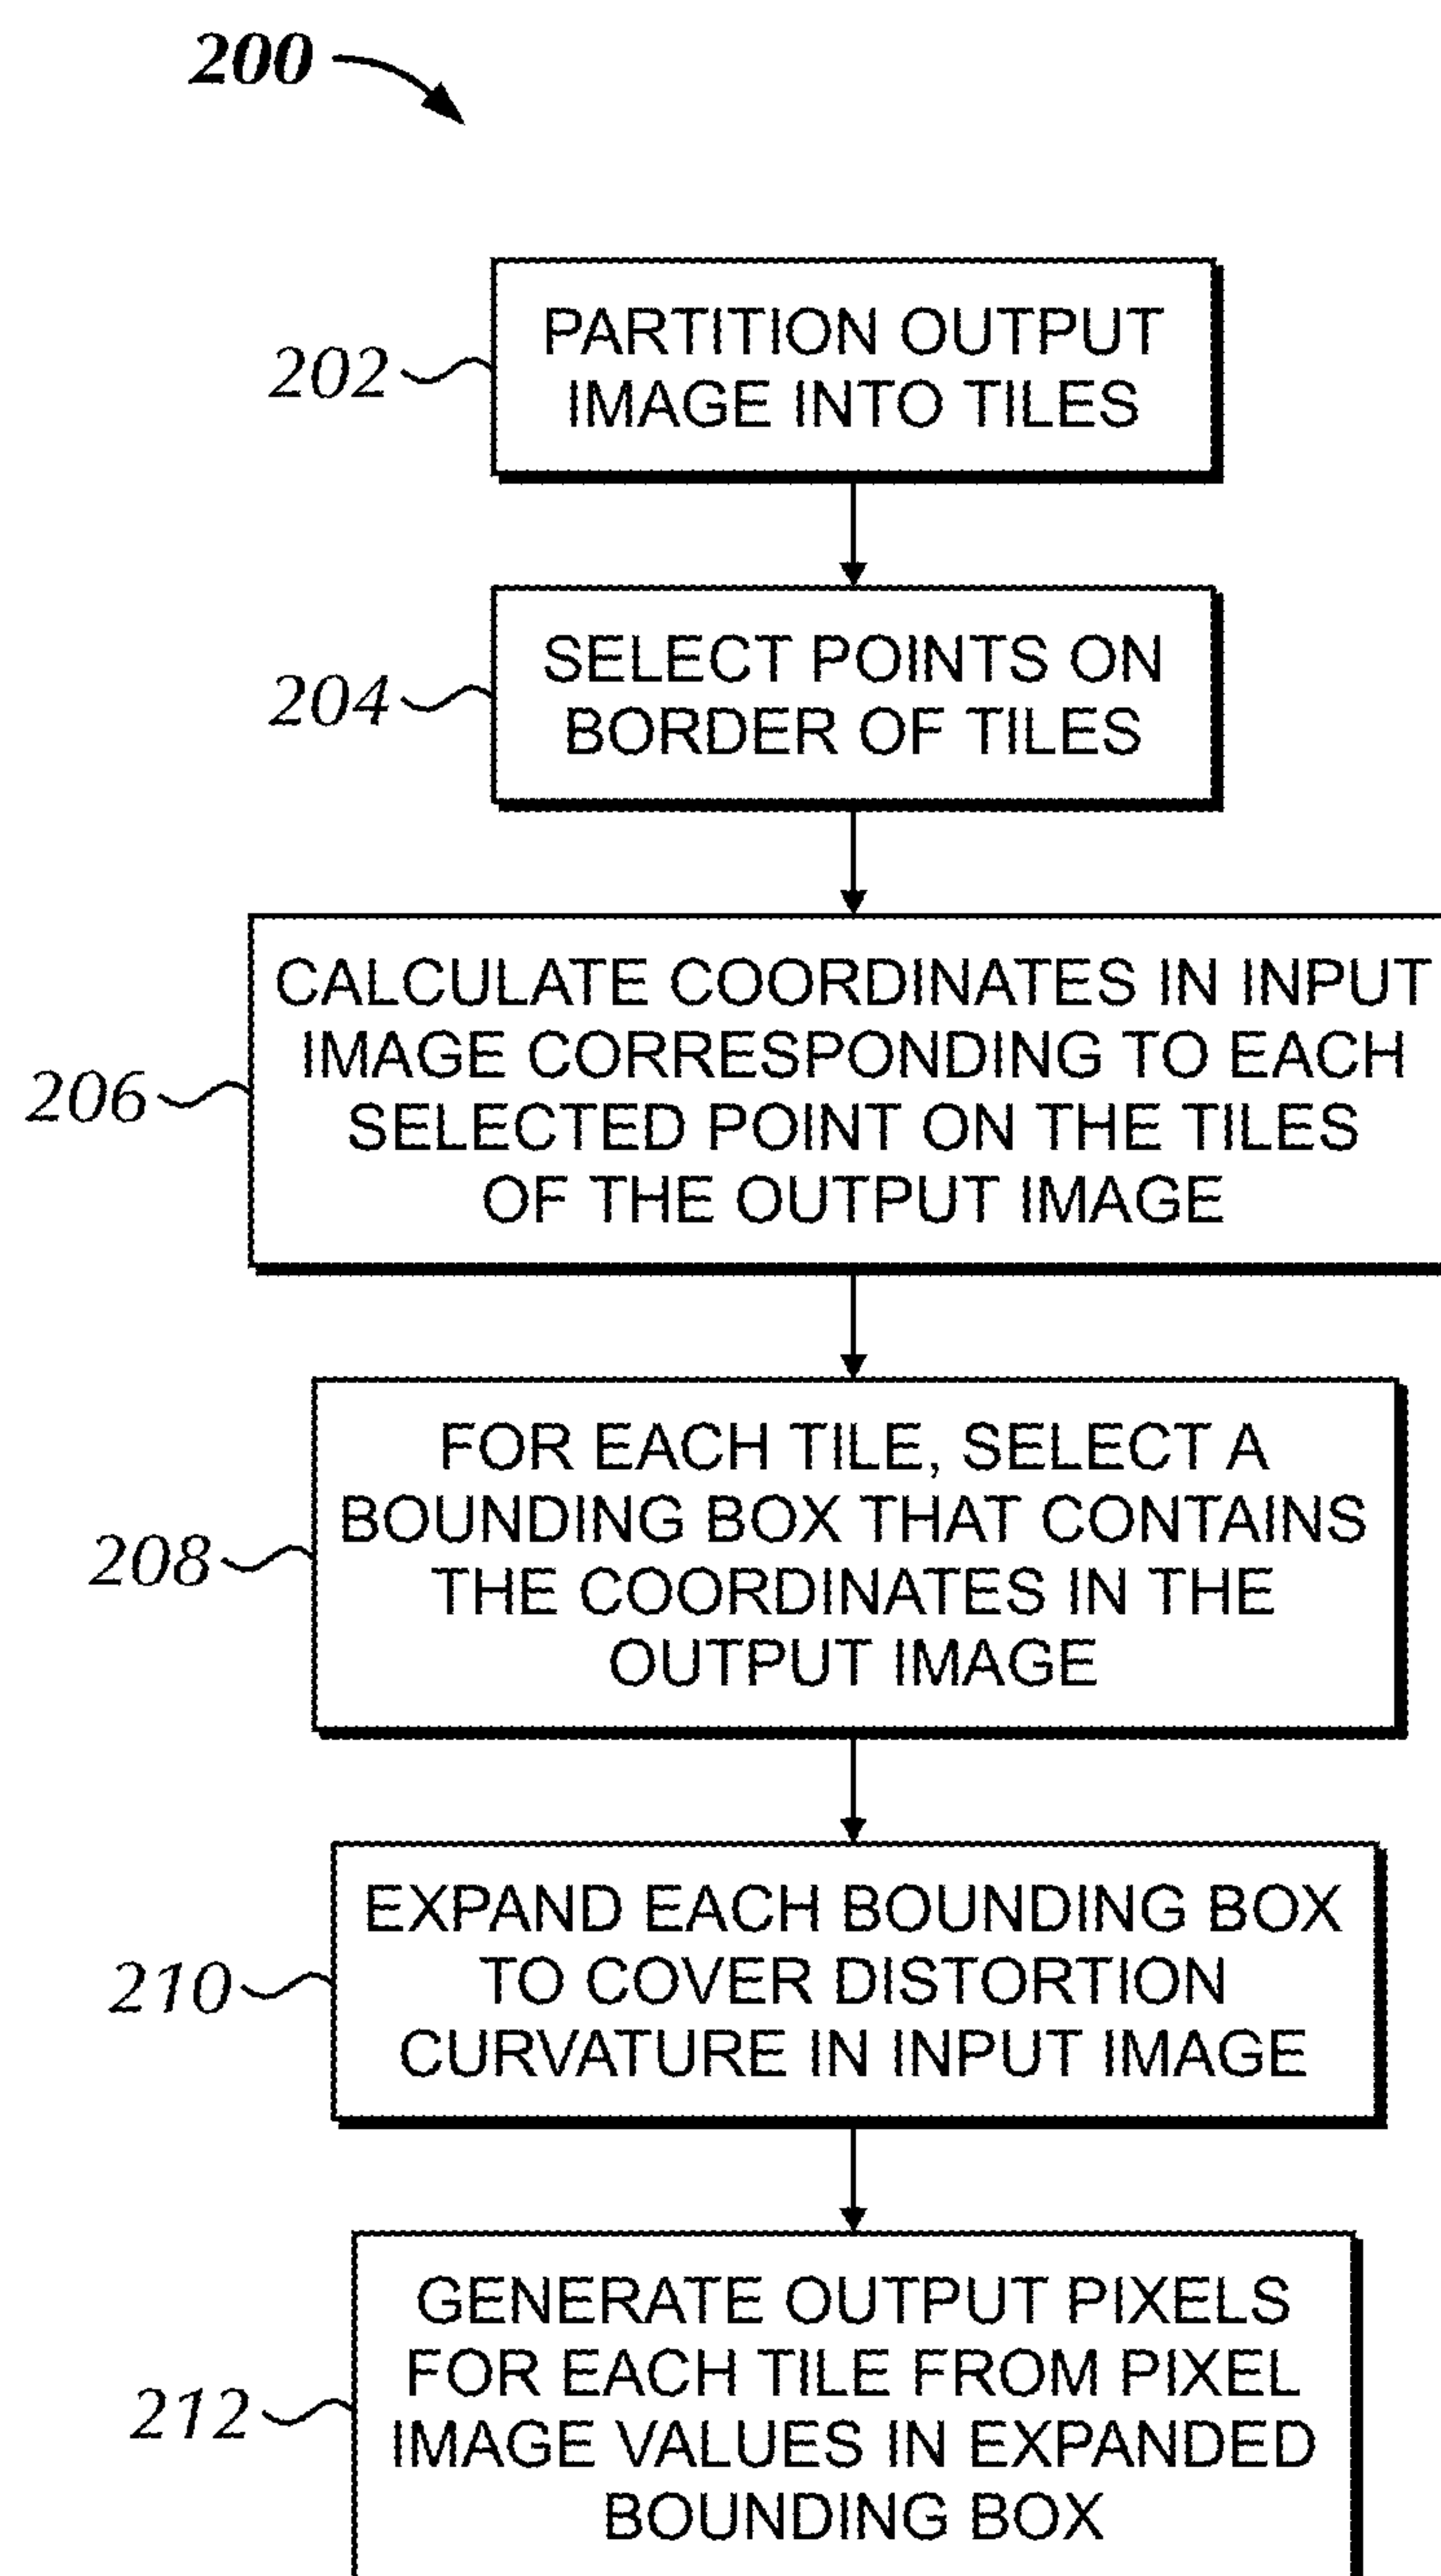 200
202
PARTITION OUTPUT
IMAGE INTO TILES
204
SELECT POINTS ON
BORDER OF TILES
206
CALCULATE COORDINATES IN INPUT
IMAGE CORRESPONDING TO EACH
SELECTED POINT ON THE TILES
OF THE OUTPUT IMAGE
208
FOR EACH TILE, SELECT A
BOUNDING BOX THAT CONTAINS
THE COORDINATES IN THE
OUTPUT IMAGE
210
EXPAND EACH BOUNDING BOX
TO COVER DISTORTION
CURVATURE IN INPUT IMAGE
212
GENERATE OUTPUT PIXELS
FOR EACH TILE FROM PIXEL
IMAGE VALUES IN EXPANDED
BOUNDING BOX